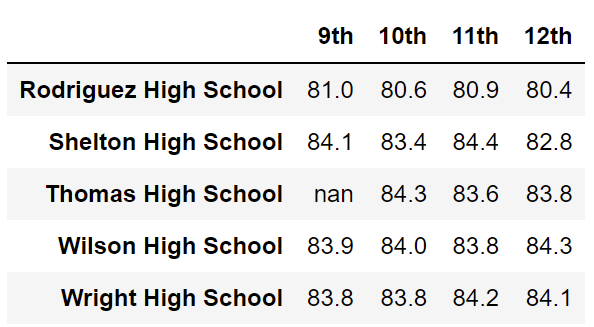 9th 10th 11th 12th
Rodriguez High School 81.0 80.6 80.9 80.4
Shelton High School 84.1 83.4 84.4 82.8
Thomas High School nan 84.3 83.6 83.8
Wilson High School 83.9 84.0 83.8 84.3
Wright High School 83.8 83.8 84.2 84.1